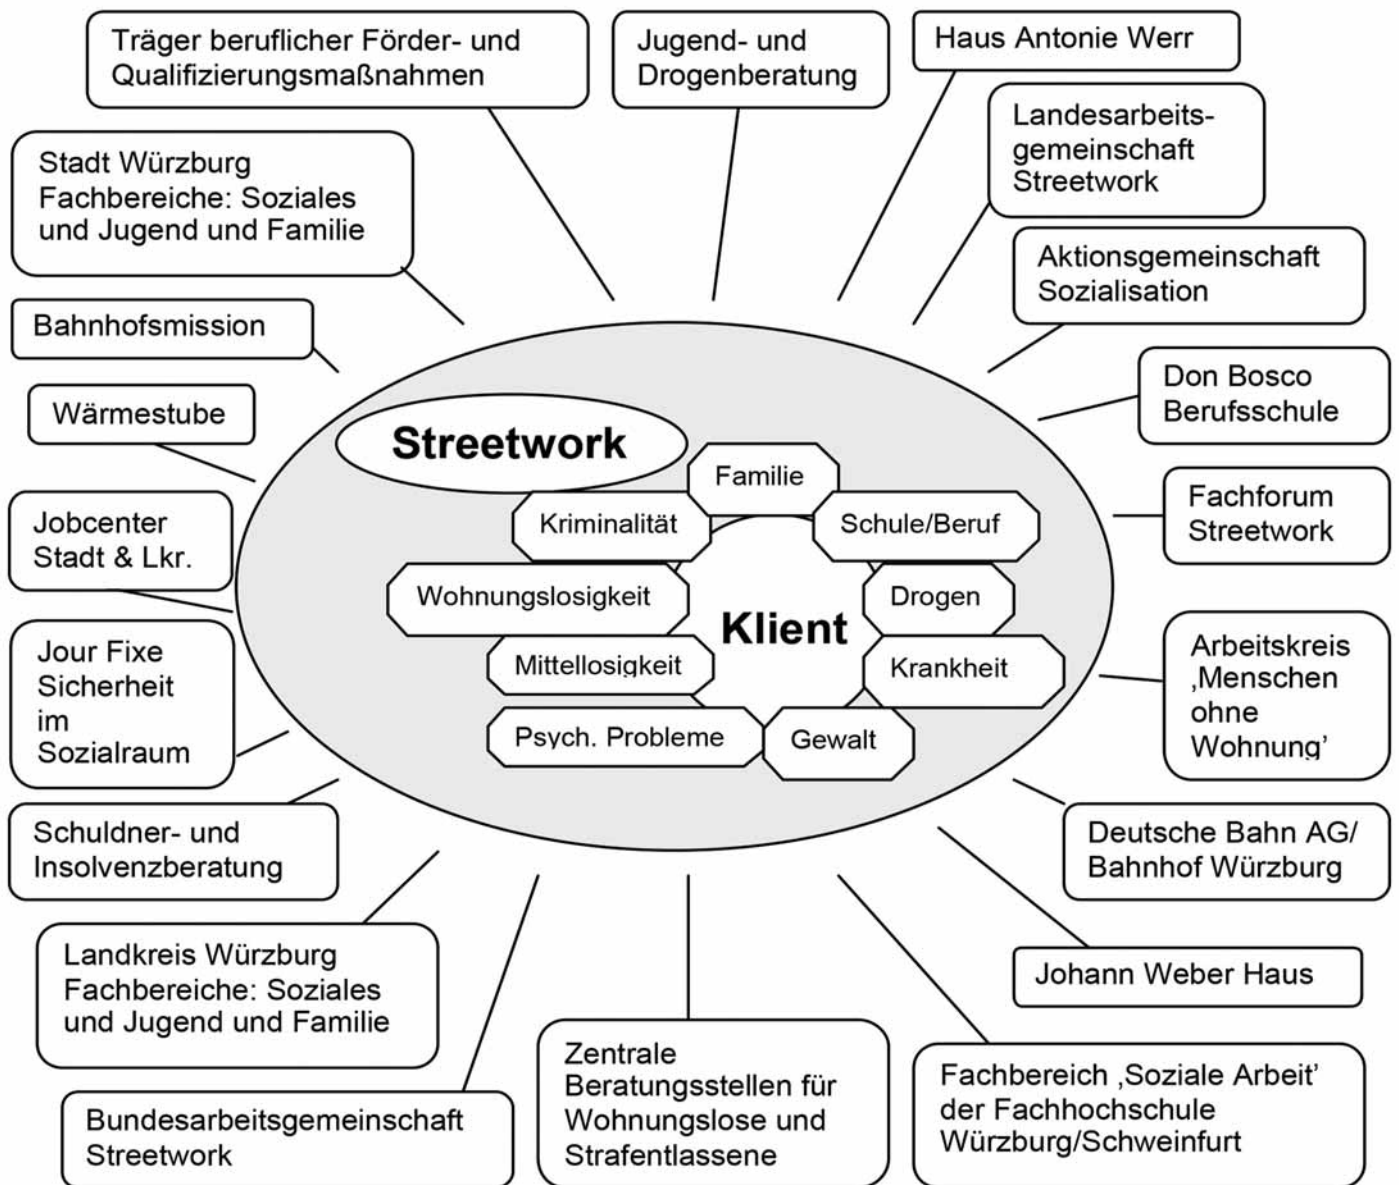 Träger beruflicher Förder- und
Qualifizierungsmaßnahmen
Jugend- und
Drogenberatung
Haus Antonie Werr
Landesarbeits-
gemeinschaft
Streetwork
Stadt Würzburg
Fachbereiche: Soziales
und Jugend und Familie
Aktionsgemeinschaft
Sozialisation
Bahnhofsmission
Don Bosco
Berufsschule
Wärmestube
Streetwork
Familie
Kriminalität
Schule/Beruf
Wohnungslosigkeit
Drogen
Klient
Mittellosigkeit
Krankheit
Psych. Probleme
Gewalt
Fachforum
Streetwork
Jobcenter
Stadt & Lkr.
Jour Fixe
Sicherheit
im
Sozialraum
Arbeitskreis
‚Menschen
ohne
Wohnung’
Schuldner- und
Insolvenzberatung
Deutsche Bahn AG/
Bahnhof Würzburg
Landkreis Würzburg
Fachbereiche: Soziales
und Jugend und Familie
Johann Weber Haus
Bundesarbeitsgemeinschaft
Streetwork
Zentrale
Beratungsstellen für
Wohnungslose und
Strafentlassene
Fachbereich ‚Soziale Arbeit’
der Fachhochschule
Würzburg/Schweinfurt